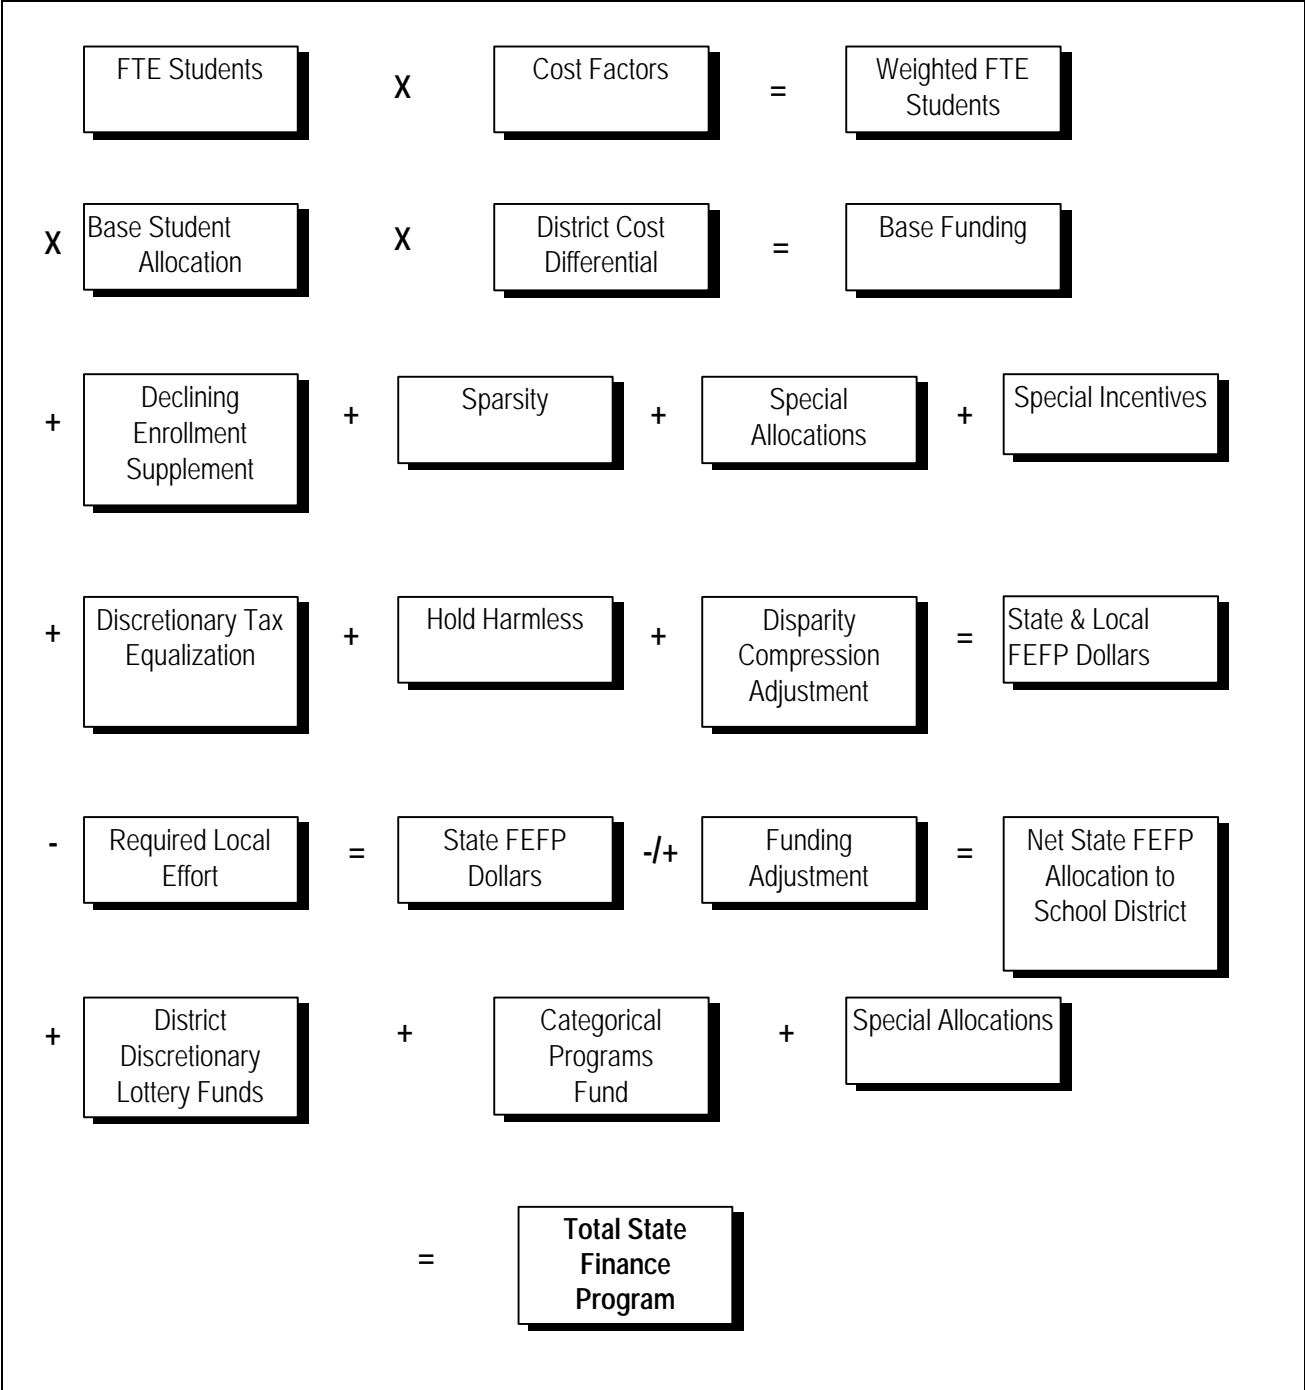 FTE Students
X
Cost Factors
=
Weighted FTE
Students
X
Base Student
Allocation
X
District Cost
Differential
=
Base Funding
+
Declining
Enrollment
Supplement
+
Sparsity
+
Special
Allocations
+
Special Incentives
+
Discretionary Tax
Equalization
+
Hold Harmless
+
Disparity
Compression
Adjustment
=
State & Local
FEFP Dollars
-
Required Local
Effort
=
State FEFP
Dollars
-/+
Funding
Adjustment
=
Net State FEFP
Allocation to
School District
+
District
Discretionary
Lottery Funds
+
Categorical
Programs
Fund
+
Special Allocations
=
Total State
Finance
Program